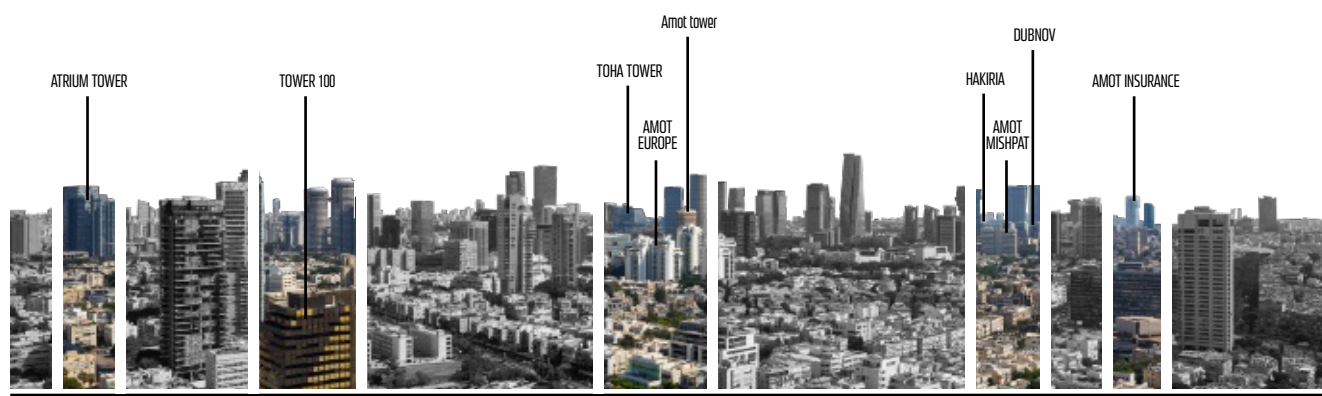 ATRIUM TOWER
TOWER 100
TOHA TOWER
AMOT
EUROPE
Amot tower
HAKIRIA
AMOT
MISHPAT
DUBNOV
AMOT INSURANCE